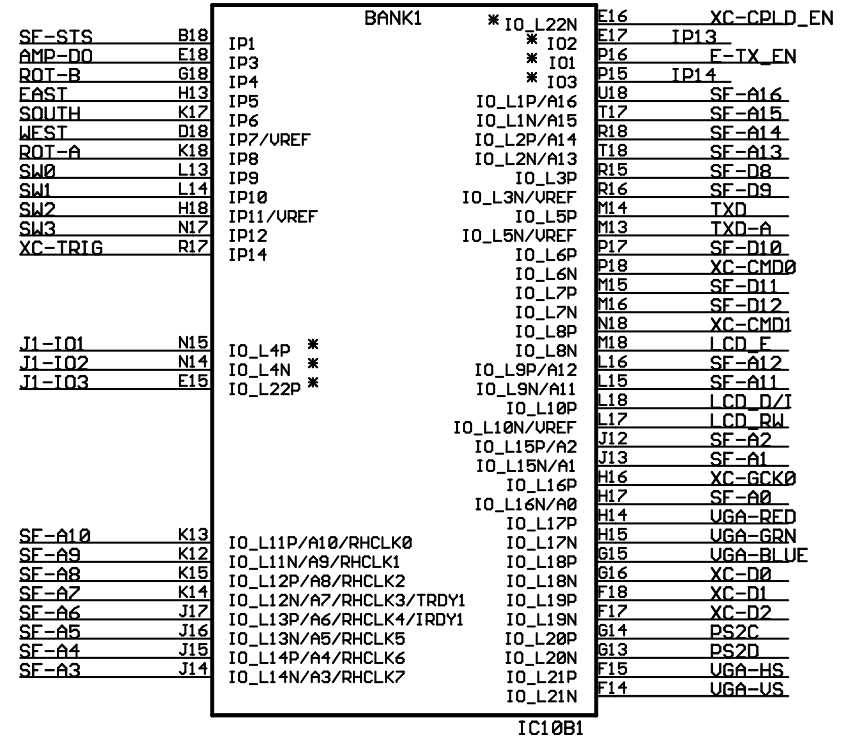 BANK1
SF-STS B18 IP1
AMP-DO E18 IP3
ROT-B G18 IP4
EAST H13 IP5
SOUTH K17 IP6
WEST D18 IP7/VREF
ROT-A K18 IP8
SW0 L13 IP9
SW1 L14 IP10
SW2 H18 IP11/VREF
SW3 N17 IP12
XC-TRIG R17 IP14
J1-IO1 N15 IO_L4P *
J1-IO2 N14 IO_L4N *
J1-IO3 E15 IO_L22P *
SF-A10 K13 IO_L11P/A10/RHCLK0
SF-A9 K12 IO_L11N/A9/RHCLK1
SF-A8 K15 IO_L12P/A8/RHCLK2
SF-A7 K14 IO_L12N/A7/RHCLK3/TRDY1
SF-A6 J17 IO_L13P/A6/RHCLK4/IRDY1
SF-A5 J16 IO_L13N/A5/RHCLK5
SF-A4 J15 IO_L14P/A4/RHCLK6
SF-A3 J14 IO_L14N/A3/RHCLK7
* IO_L22N E16 XC-CPLD_EN
* IO2 E17 IP13
* IO1 P16 E-TX_EN
* IO3 P15 IP14
IO_L1P/A16 U18 SF-A16
IO_L1N/A15 T17 SF-A15
IO_L2P/A14 R18 SF-A14
IO_L2N/A13 T18 SF-A13
IO_L3P R15 SF-D8
IO_L3N/VREF R16 SF-D9
IO_L5P M14 TXD
IO_L5N/VREF M13 TXD-A
IO_L6P P17 SF-D10
IO_L6N P18 XC-CMD0
IO_L7P M15 SF-D11
IO_L7N M16 SF-D12
IO_L8P N18 XC-CMD1
IO_L8N M18 LCD_E
IO_L9P/A12 L16 SF-A12
IO_L9N/A11 L15 SF-A11
IO_L10P L18 LCD_D/I
IO_L10N/VREF L17 LCD_RW
IO_L15P/A2 J12 SF-A2
IO_L15N/A1 J13 SF-A1
IO_L16P H16 XC-GCK0
IO_L16N/A0 H17 SF-A0
IO_L17P H14 VGA-RED
IO_L17N H15 VGA-GRN
IO_L18P G15 VGA-BLUE
IO_L18N G16 XC-D0
IO_L19P F18 XC-D1
IO_L19N F17 XC-D2
IO_L20P G14 PS2C
IO_L20N G13 PS2D
IO_L21P F15 VGA-HS
IO_L21N F14 VGA-VS
IC10B1